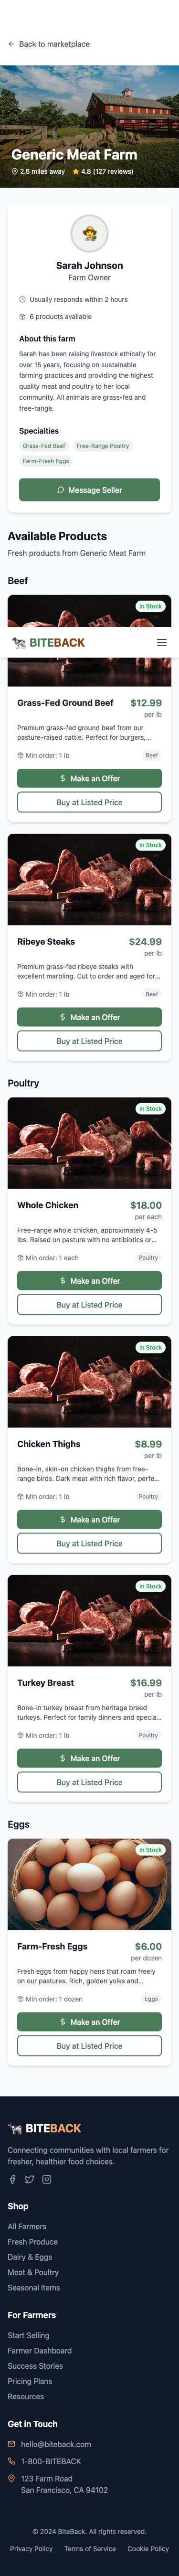 Back to marketplace
Generic Meat Farm
2.5 miles away 4.8 (127 reviews)
Sarah Johnson
Farm Owner
Usually responds within 2 hours
6 products available
About this farm
Sarah has been raising livestock ethically for
over 15 years, focusing on sustainable
farming practices and providing the highest
quality meat and poultry to her local
community. All animals are grass-fed and
free-range.
Specialties
Grass-Fed Beef Free-Range Poultry
Farm-Fresh Eggs
Message Seller
Available Products
Fresh products from Generic Meat Farm
Beef
In Stock
BITEBACK
Grass-Fed Ground Beef $12.99
per lb
Premium grass-fed ground beef from our
pasture-raised cattle. Perfect for burgers,...
Min order: 1 lb Beef
Make an Offer
Buy at Listed Price
In Stock
Ribeye Steaks $24.99
per lb
Premium grass-fed ribeye steaks with
excellent marbling. Cut to order and aged for...
Min order: 1 lb Beef
Make an Offer
Buy at Listed Price
Poultry
In Stock
Whole Chicken $18.00
per each
Free-range whole chicken, approximately 4-5
lbs. Raised on pasture with no antibiotics or...
Min order: 1 each Poultry
Make an Offer
Buy at Listed Price
In Stock
Chicken Thighs $8.99
per lb
Bone-in, skin-on chicken thighs from free-
range birds. Dark meat with rich flavor, perfe...
Min order: 1 lb Poultry
Make an Offer
Buy at Listed Price
In Stock
Turkey Breast $16.99
per lb
Bone-in turkey breast from heritage breed
turkeys. Perfect for family dinners and specia...
Min order: 1 lb Poultry
Make an Offer
Buy at Listed Price
Eggs
In Stock
Farm-Fresh Eggs $6.00
per dozen
Fresh eggs from happy hens that roam freely
on our pastures. Rich, golden yolks and...
Min order: 1 dozen Eggs
Make an Offer
Buy at Listed Price
BITEBACK
Connecting communities with local farmers for
fresher, healthier food choices.
Shop
All Farmers
Fresh Produce
Dairy & Eggs
Meat & Poultry
Seasonal Items
For Farmers
Start Selling
Farmer Dashboard
Success Stories
Pricing Plans
Resources
Get in Touch
hello@biteback.com
1-800-BITEBACK
123 Farm Road
San Francisco, CA 94102
© 2024 BiteBack. All rights reserved.
Privacy Policy Terms of Service Cookie Policy